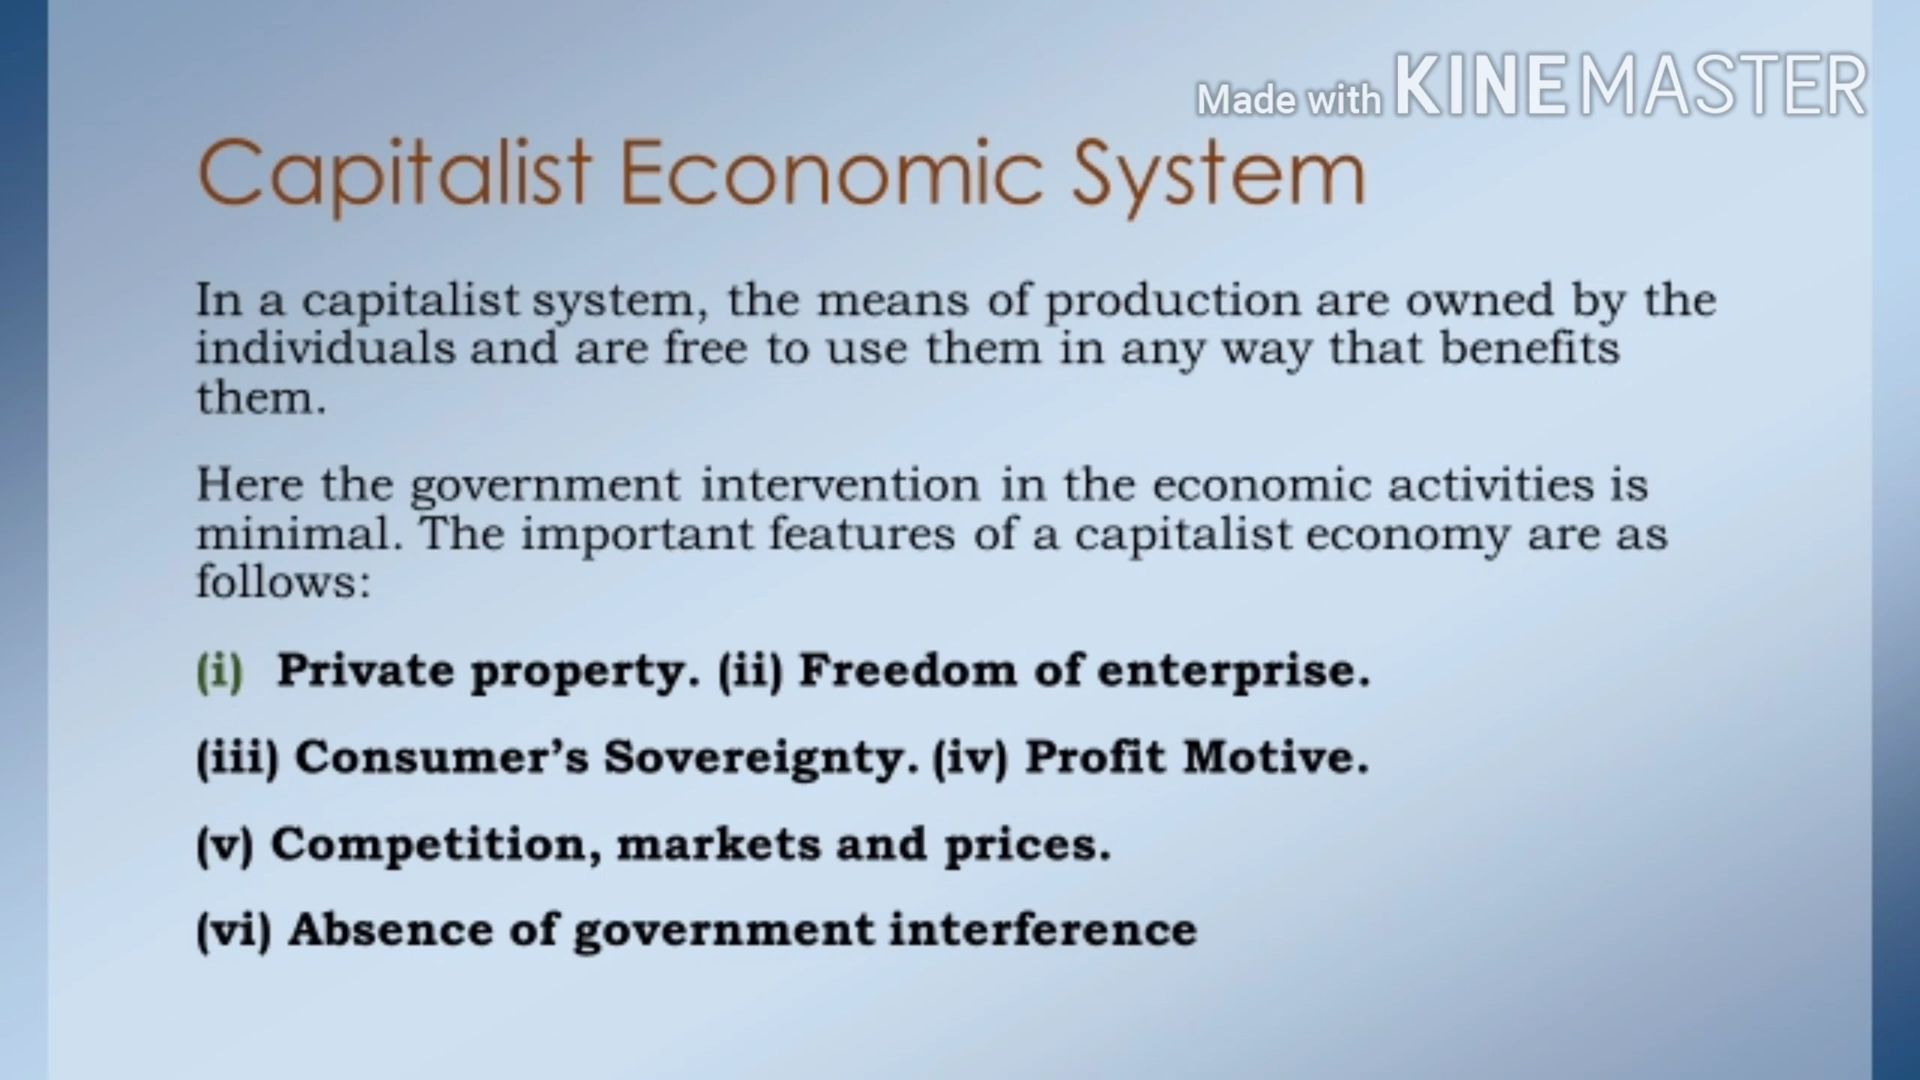 Made with KINEMASTER
Capitalist Economic System
In a capitalist system, the means of production are owned by the
individuals and are free to use them in any way that benefits
them.
Here the government intervention in the economic activities is
minimal. The important features of a capitalist economy are as
follows:
(i) Private property. (ii) Freedom of enterprise.
(iii) Consumer’s Sovereignty. (iv) Profit Motive.
(v) Competition, markets and prices.
(vi) Absence of government interference